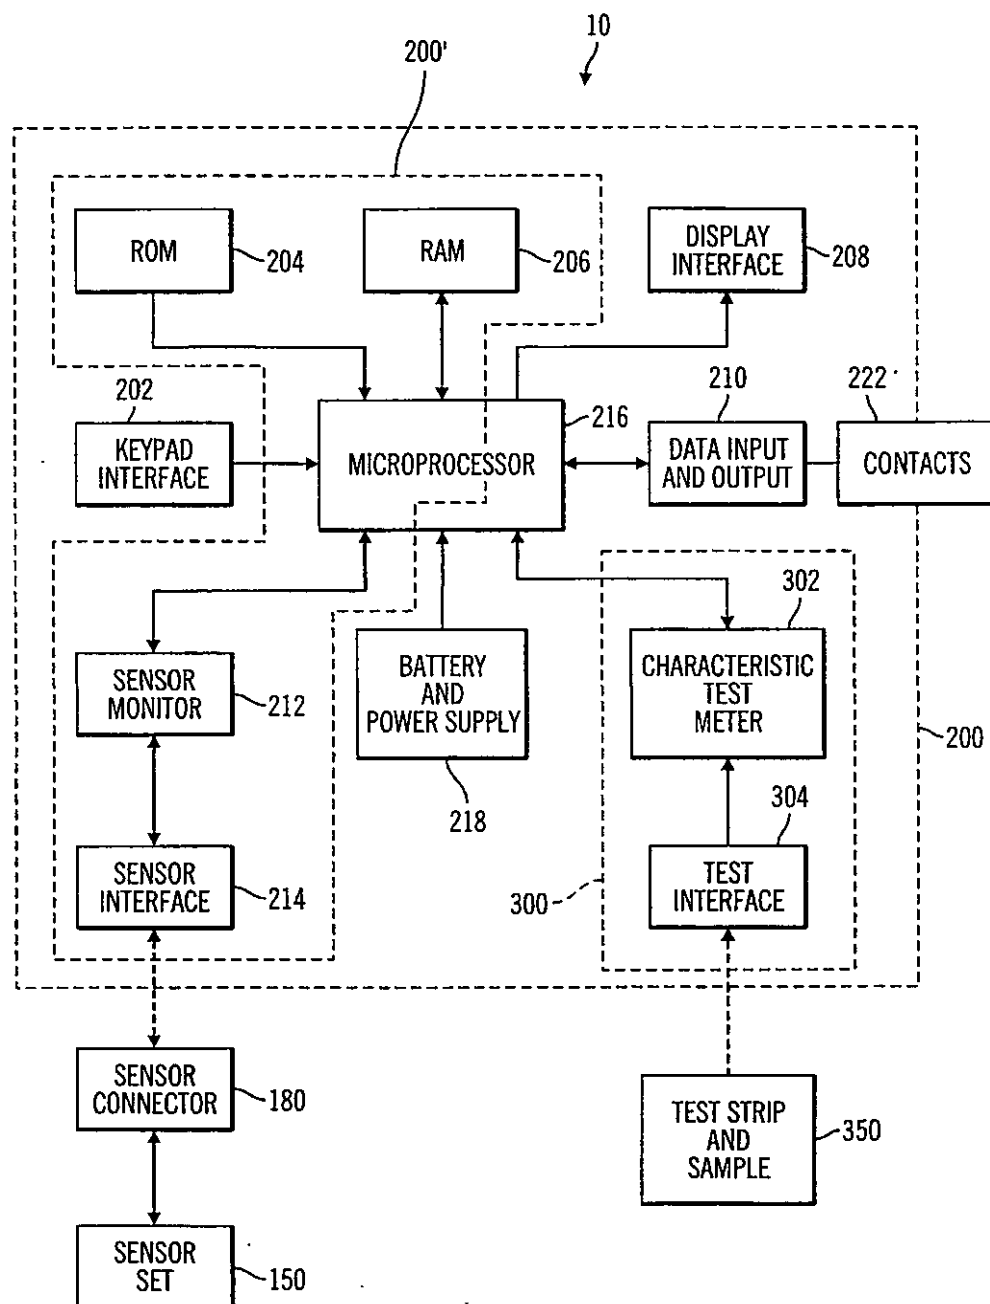 10
200'
ROM
204
RAM
206
DISPLAY
INTERFACE
208
202
KEYPAD
INTERFACE
MICROPROCESSOR
216
210
DATA INPUT
AND OUTPUT
222
CONTACTS
SENSOR
MONITOR
212
BATTERY
AND
POWER SUPPLY
218
302
CHARACTERISTIC
TEST
METER
200
304
SENSOR
INTERFACE
214
300
TEST
INTERFACE
SENSOR
CONNECTOR
180
TEST STRIP
AND
SAMPLE
350
SENSOR
SET
150